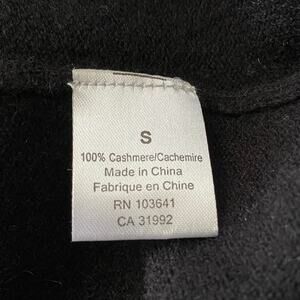 S
100% Cashmere/Cachemire
Made in China
Fabrique en Chine
RN 103641
CA 31992